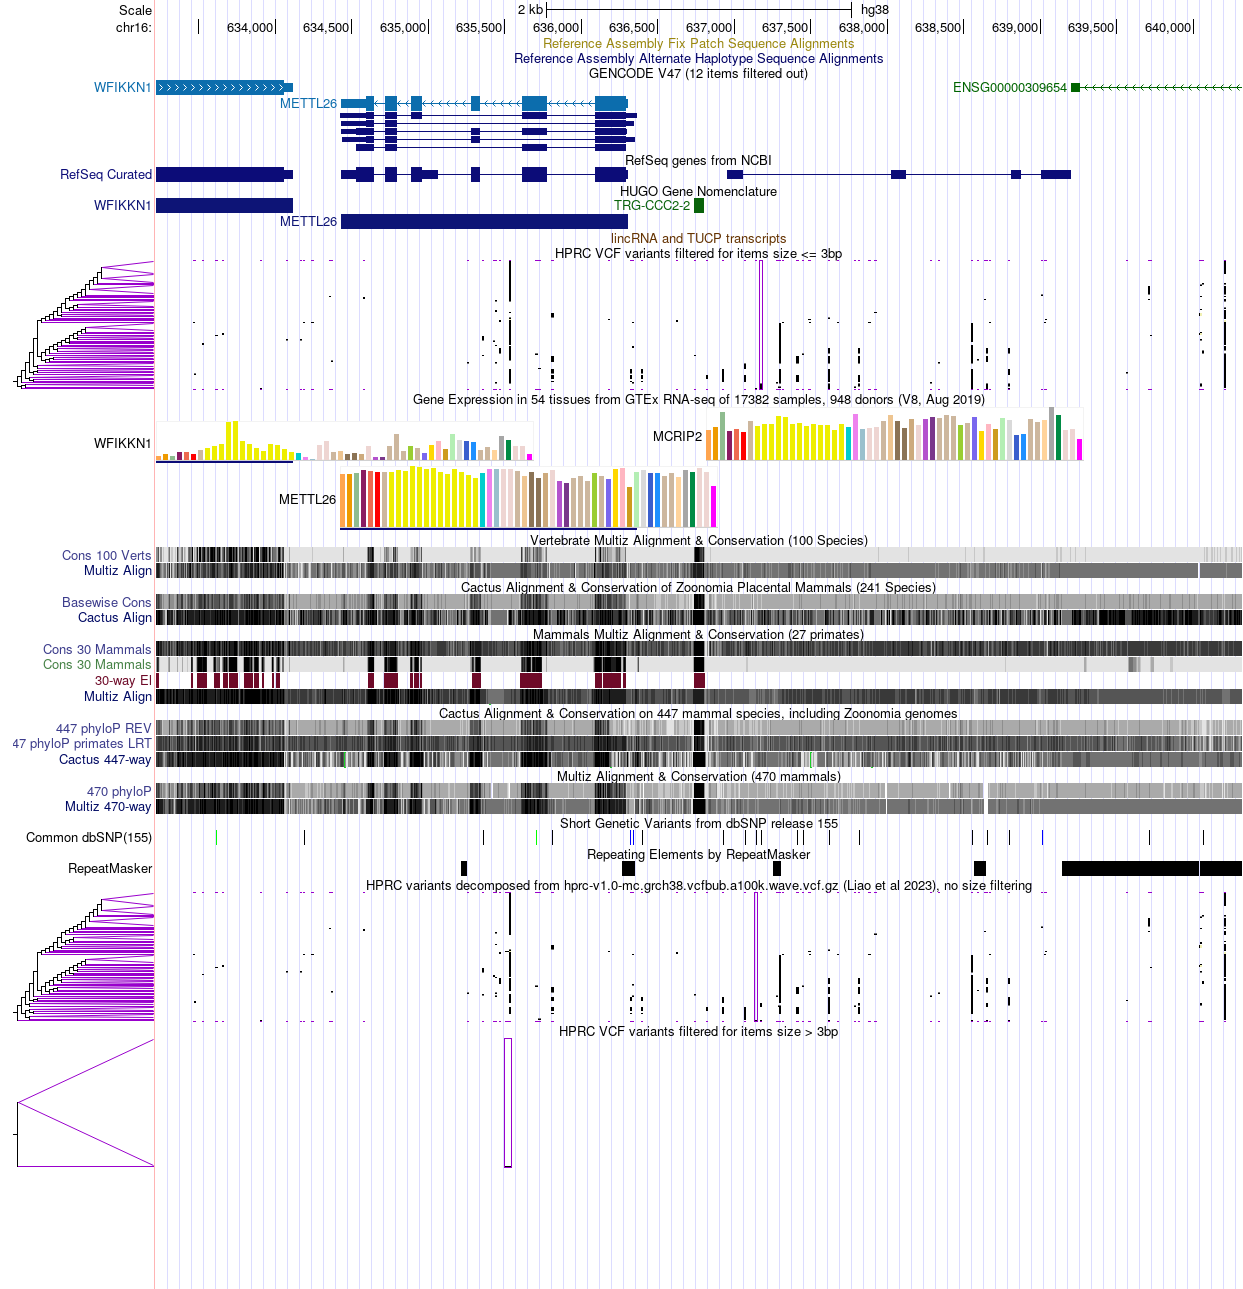 Scale 2 kb hg38
chr16: 634,000 634,500 635,000 635,500 636,000 636,500 637,000 637,500 638,000 638,500 639,000 639,500 640,000
Reference Assembly Fix Patch Sequence Alignments
Reference Assembly Alternate Haplotype Sequence Alignments
GENCODE V47 (12 items filtered out)
WFIKKN1 ENSG00000309654
METTL26
RefSeq genes from NCBI
RefSeq Curated
HUGO Gene Nomenclature
WFIKKN1 TRG-CCC2-2
METTL26
lincRNA and TUCP transcripts
HPRC VCF variants filtered for items size <= 3bp
Gene Expression in 54 tissues from GTEx RNA-seq of 17382 samples, 948 donors (V8, Aug 2019)
WFIKKN1 MCRIP2
METTL26
Vertebrate Multiz Alignment & Conservation (100 Species)
Cons 100 Verts
Multiz Align
Cactus Alignment & Conservation of Zoonomia Placental Mammals (241 Species)
Basewise Cons
Cactus Align
Mammals Multiz Alignment & Conservation (27 primates)
Cons 30 Mammals
Cons 30 Mammals
30-way El
Multiz Align
Cactus Alignment & Conservation on 447 mammal species, including Zoonomia genomes
447 phyloP REV
47 phyloP primates LRT
Cactus 447-way
Multiz Alignment & Conservation (470 mammals)
470 phyloP
Multiz 470-way
Short Genetic Variants from dbSNP release 155
Common dbSNP(155)
Repeating Elements by RepeatMasker
RepeatMasker
HPRC variants decomposed from hprc-v1.0-mc.grch38.vcfbub.a100k.wave.vcf.gz (Liao et al 2023), no size filtering
HPRC VCF variants filtered for items size > 3bp